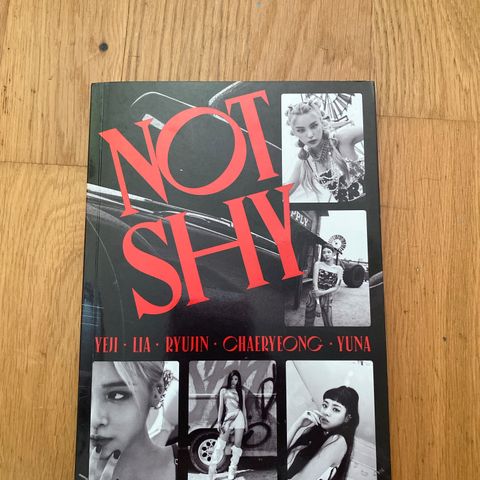 NOT
SHY
YEJI · LIA · RYUJIN · CHAERYEONG · YUNA